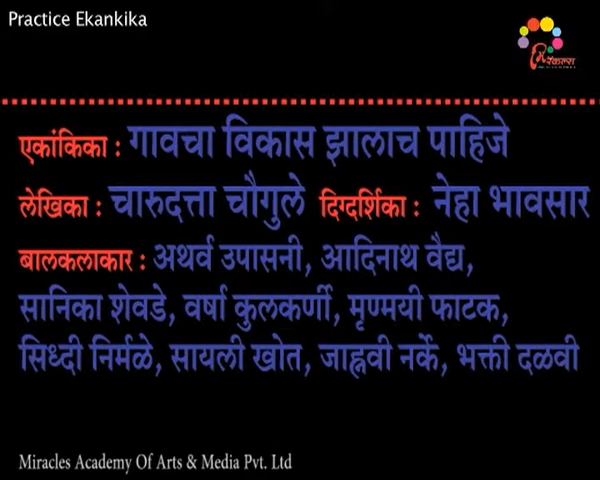 Practice Ekankika
मिरॅकल्स
एकांकिका : गावचा विकास झालाच पाहिजे
लेखिका : चारुदत्ता चौगुले दिग्दर्शिका : नेहा भावसार
बालकलाकार : अथर्व उपासनी, आदिनाथ वैद्य,
सानिका शेवडे, वर्षा कुलकर्णी, मृण्मयी फाटक,
सिध्दी निर्मळे, सायली खोत, जाह्नवी नर्के, भक्ती दळवी
Miracles Academy Of Arts & Media Pvt. Ltd